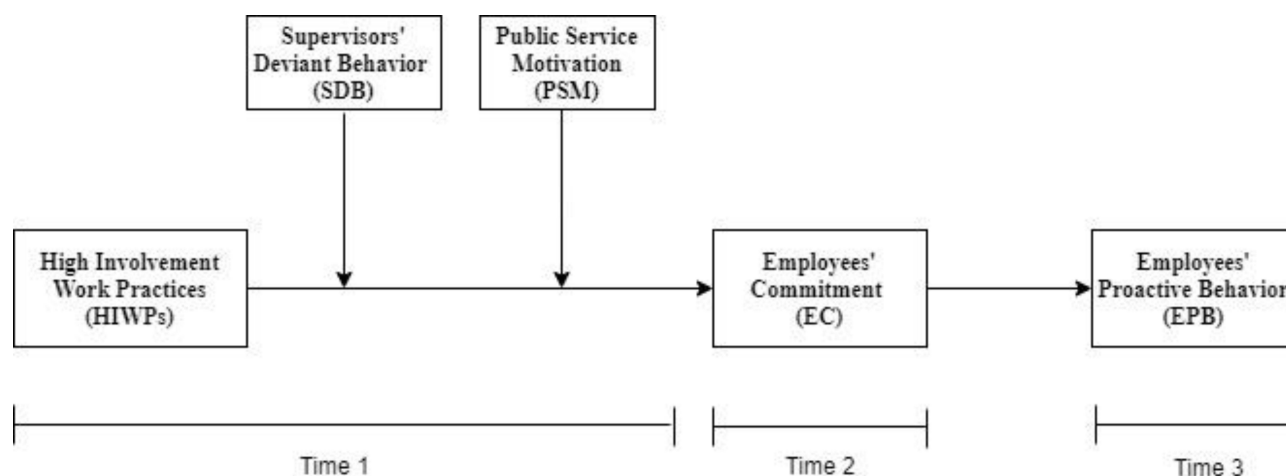 Supervisors'
Deviant Behavior
(SDB)
Public Service
Motivation
(PSM)
High Involvement
Work Practices
(HIWPs)
Employees'
Commitment
(EC)
Employees'
Proactive Behavior
(EPB)
Time 1
Time 2
Time 3